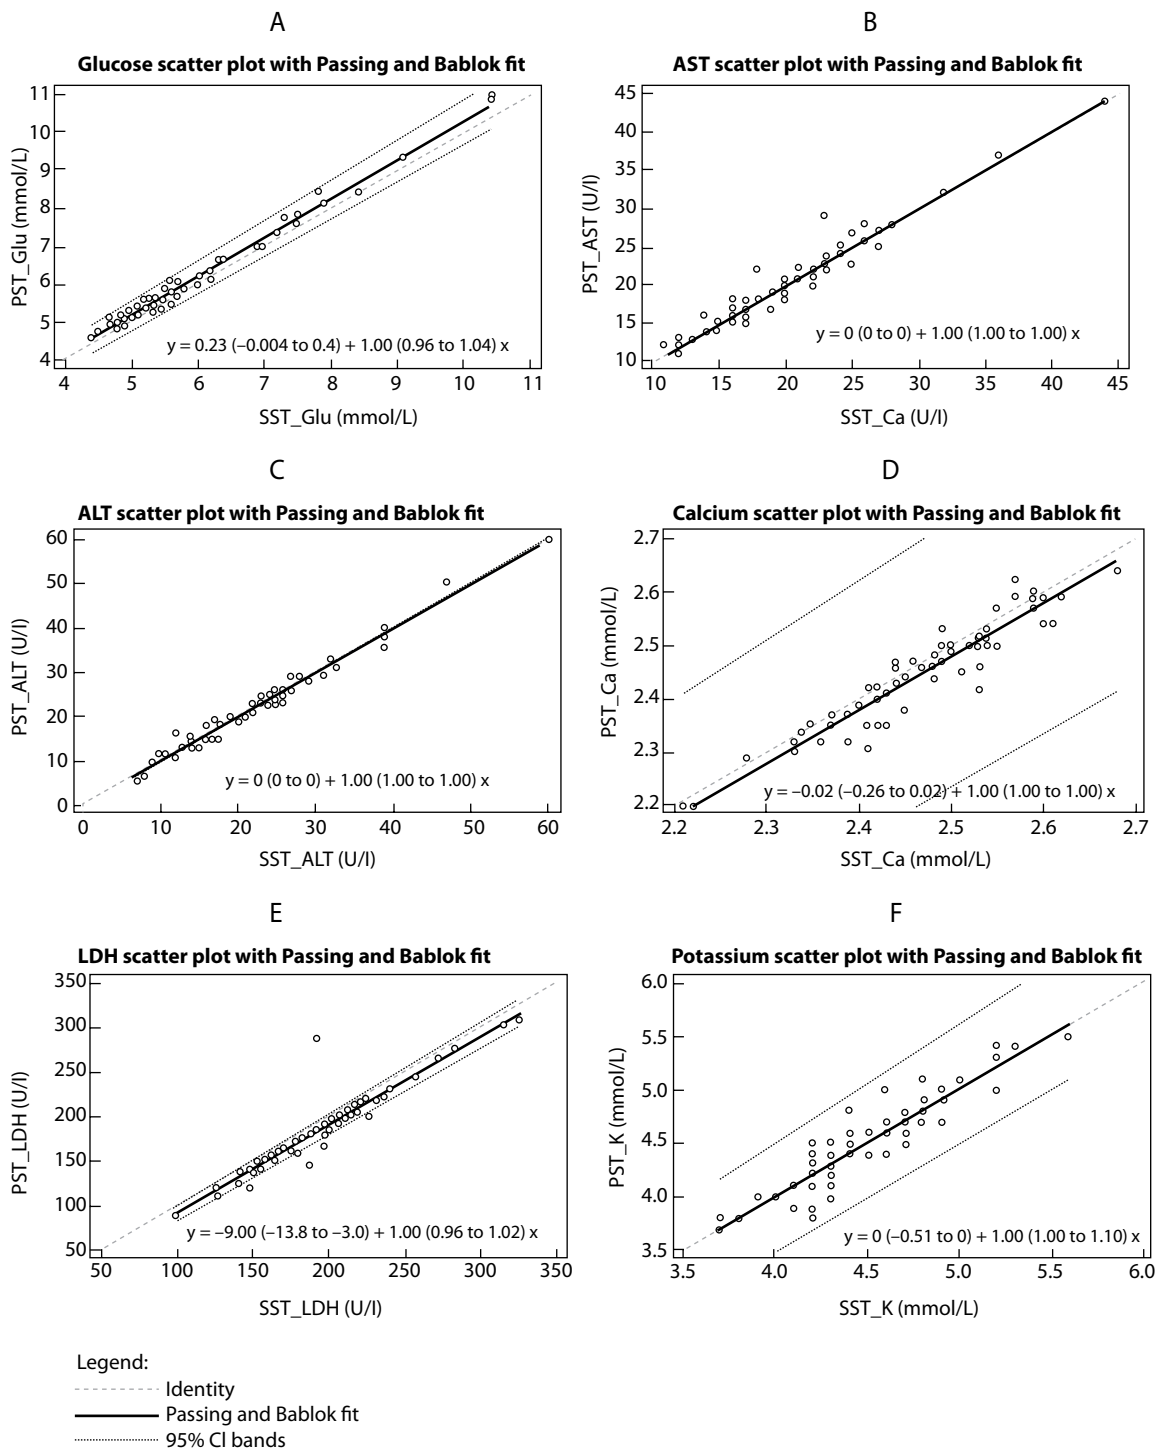 A
Glucose scatter plot with Passing and Bablok fit
11
10
9
8
7
6
5
4
PST_Glu (mmol/L)
y = 0.23 (−0.004 to 0.4) + 1.00 (0.96 to 1.04) x
4 5 6 7 8 9 10 11
SST_Glu (mmol/L)
B
AST scatter plot with Passing and Bablok fit
45
40
35
30
25
20
15
10
PST_AST (U/l)
y = 0 (0 to 0) + 1.00 (1.00 to 1.00) x
10 15 20 25 30 35 40 45
SST_Ca (U/l)
C
ALT scatter plot with Passing and Bablok fit
60
50
40
30
20
10
0
PST_ALT (U/l)
y = 0 (0 to 0) + 1.00 (1.00 to 1.00) x
0 10 20 30 40 50 60
SST_ALT (U/l)
D
Calcium scatter plot with Passing and Bablok fit
2.7
2.6
2.5
2.4
2.3
2.2
PST_Ca (mmol/L)
y = −0.02 (−0.26 to 0.02) + 1.00 (1.00 to 1.00) x
2.2 2.3 2.4 2.5 2.6 2.7
SST_Ca (mmol/L)
E
LDH scatter plot with Passing and Bablok fit
350
300
250
200
150
100
50
PST_LDH (U/l)
y = −9.00 (−13.8 to −3.0) + 1.00 (0.96 to 1.02) x
50 100 150 200 250 300 350
SST_LDH (U/l)
F
Potassium scatter plot with Passing and Bablok fit
6.0
5.5
5.0
4.5
4.0
3.5
PST_K (mmol/L)
y = 0 (−0.51 to 0) + 1.00 (1.00 to 1.10) x
3.5 4.0 4.5 5.0 5.5 6.0
SST_K (mmol/L)
Legend:
Identity
Passing and Bablok fit
95% Cl bands